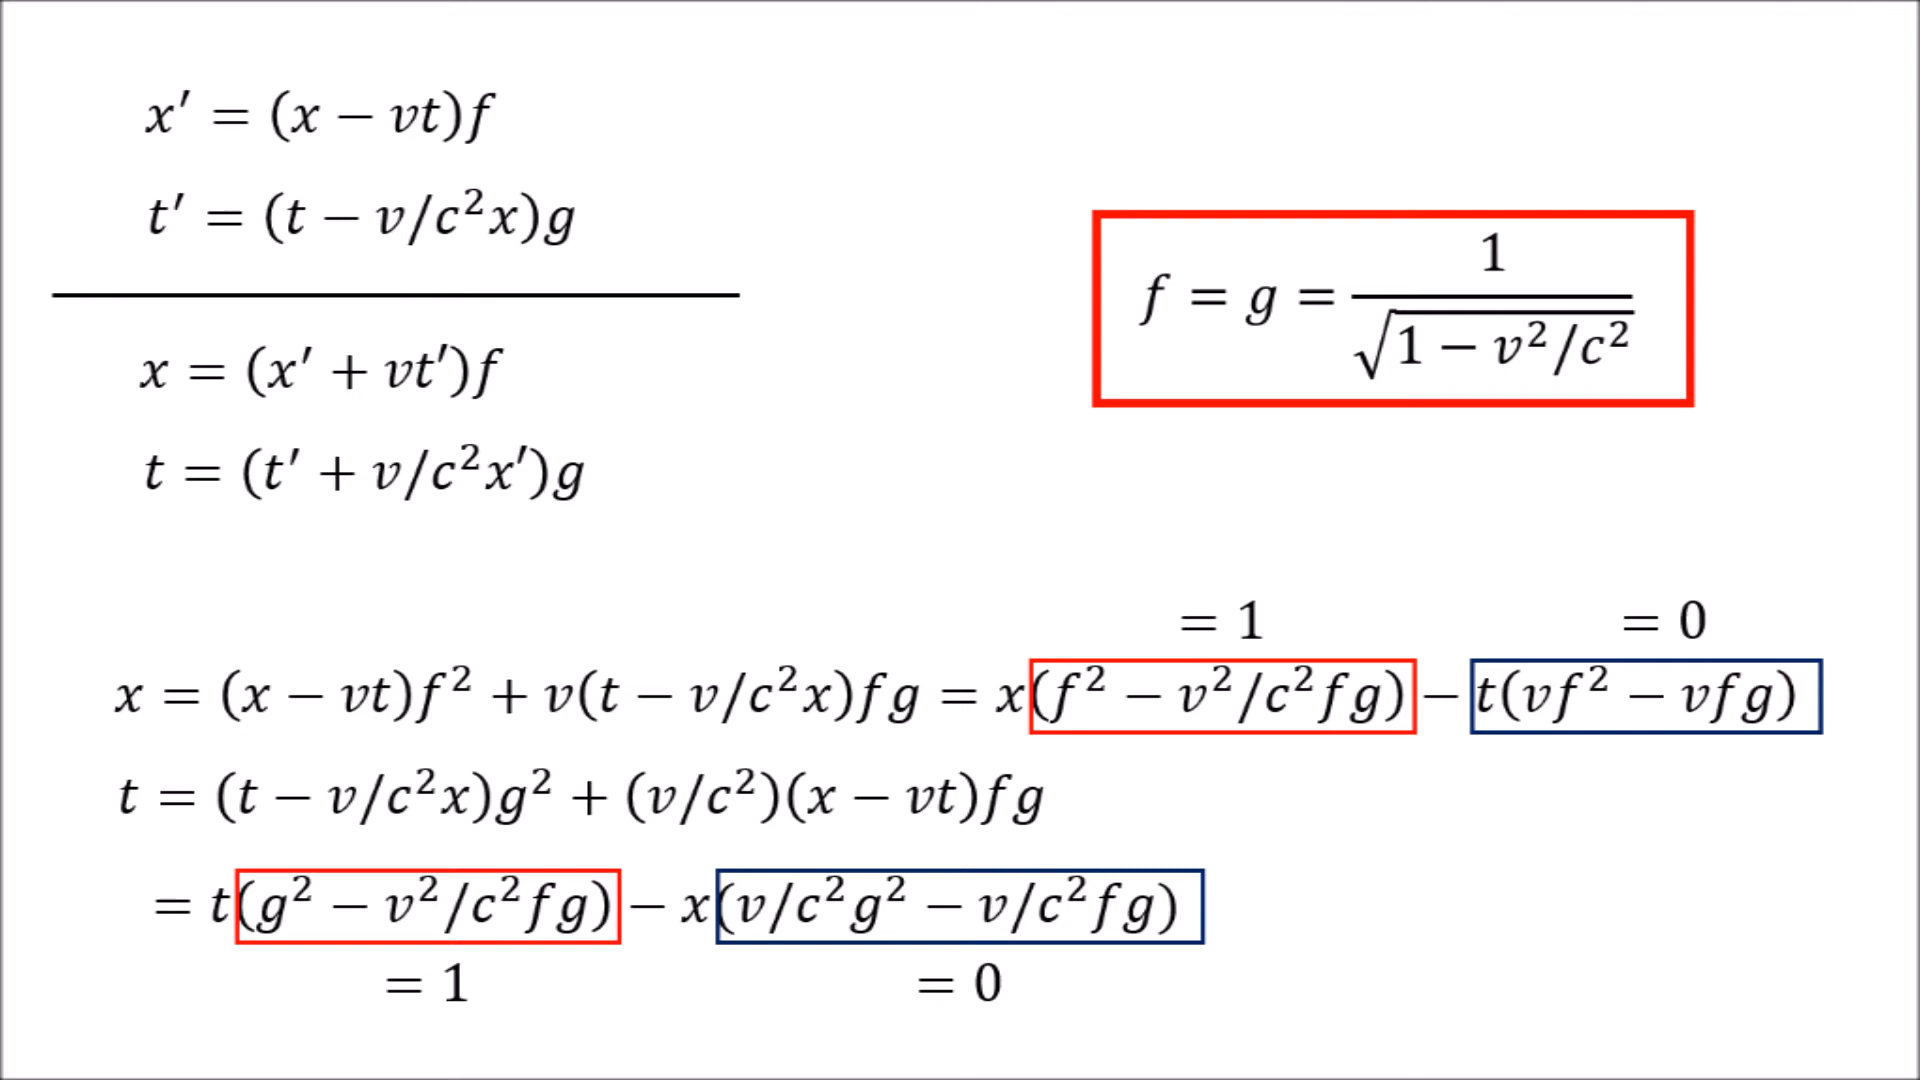 x′ = (x − vt)f
t′ = (t − v/c²x)g
x = (x′ + vt′)f
t = (t′ + v/c²x′)g
f = g = 1/√(1 − v²/c²)
= 1 = 0
x = (x − vt)f² + v(t − v/c²x)fg = x(f² − v²/c²fg) − t(vf² − vfg)
t = (t − v/c²x)g² + (v/c²)(x − vt)fg
= t(g² − v²/c²fg) − x(v/c²g² − v/c²fg)
= 1 = 0